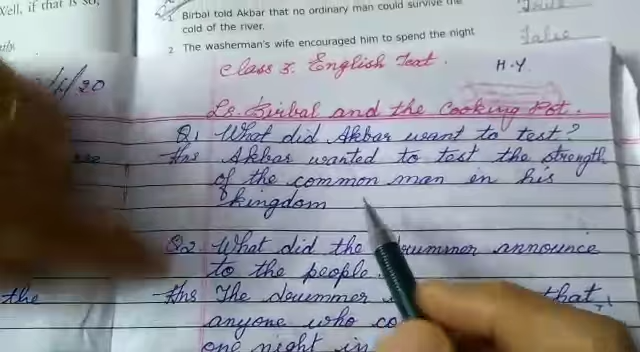 Well, if that is so,
1 Birbal told Akbar that no ordinary man could survive the
cold of the river.
2 The washerman's wife encouraged him to spend the night
True
False
/20
Class x. English Text.
H.Y.
Ls. Birbal and the Cooking Pot.
Q1 What did Akbar want to test?
Ans Akbar wanted to test the strength
of the common man in his
kingdom
Q2. What did the drummer announce
to the people.
the
Ans The drummer that,
anyone who
one night in